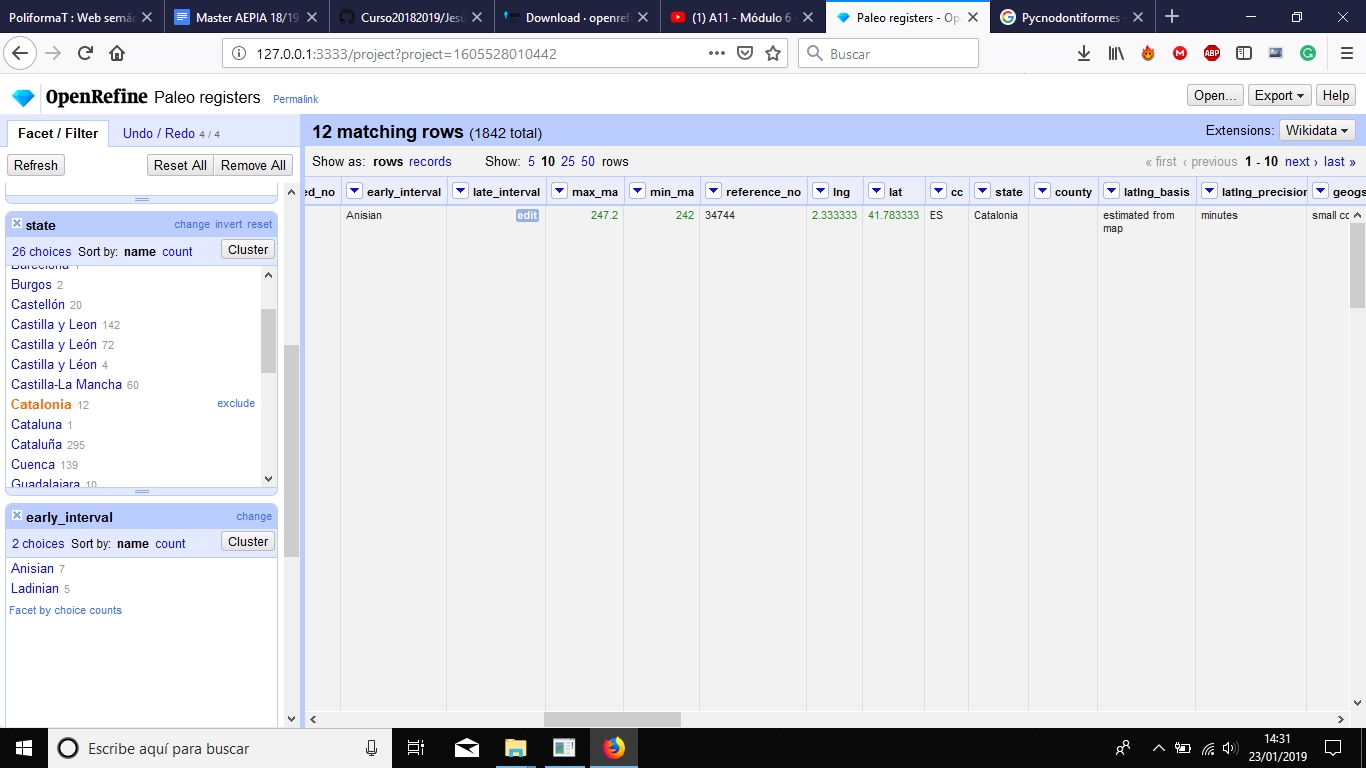 PoliformaT : Web semá
Master AEPIA 18/19
Curso20182019/Jesú
Download · openref
(1) A11 - Módulo 6
Paleo registers - Op
Pycnodontiformes
127.0.0.1:3333/project?project=1605528010442
Buscar
ABP
OpenRefine Paleo registers Permalink
Open... Export Help
Facet / Filter Undo / Redo 4 / 4
12 matching rows (1842 total)
Extensions: Wikidata
Refresh Reset All Remove All
Show as: rows records Show: 5 10 25 50 rows
« first ‹ previous 1 - 10 next › last »
ed_no early_interval late_interval max_ma min_ma reference_no lng lat cc state county latlng_basis latlng_precision geogs
Anisian edit 247.2 242 34744 2.333333 41.783333 ES Catalonia estimated from minutes small cc
map
state change invert reset
26 choices Sort by: name count Cluster
Barcelona
Burgos 2
Castellón 20
Castilla y Leon 142
Castilla y León 72
Castilla y Léon 4
Castilla-La Mancha 60
Catalonia 12 exclude
Cataluna 1
Cataluña 295
Cuenca 139
Guadalajara 10
early_interval change
2 choices Sort by: name count Cluster
Anisian 7
Ladinian 5
Facet by choice counts
Escribe aquí para buscar
14:31
23/01/2019